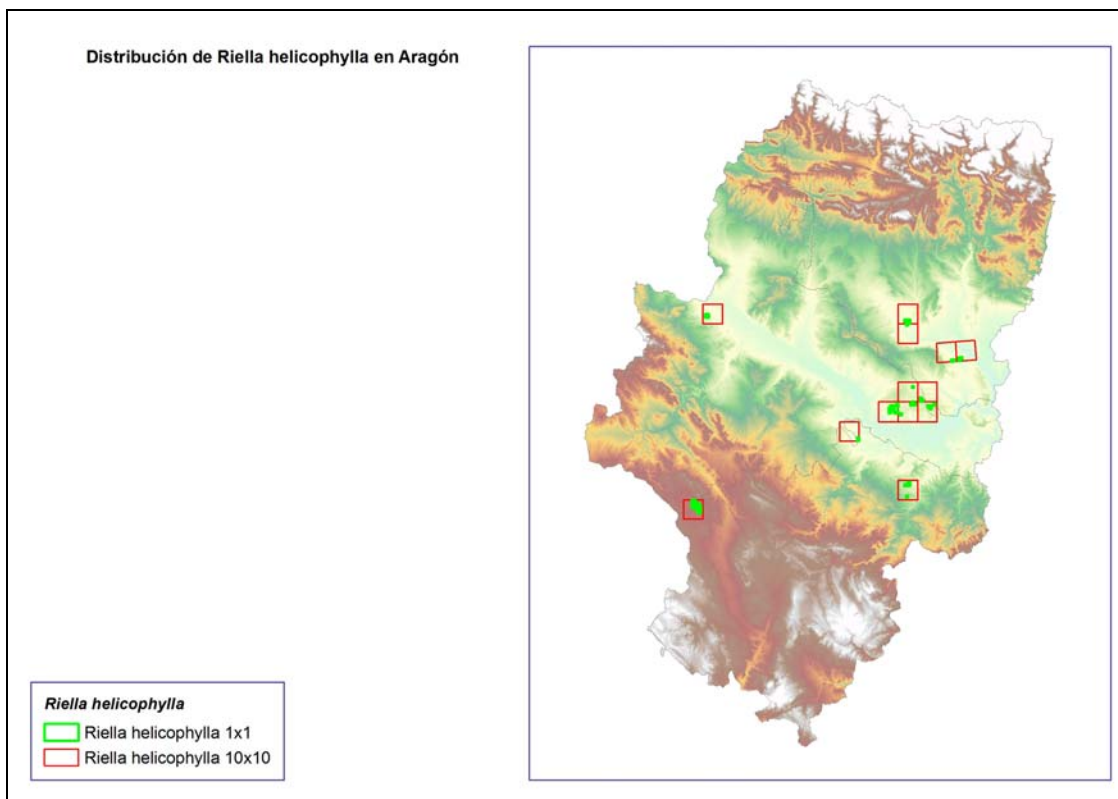 Distribución de Riella helicophylla en Aragón
Riella helicophylla
Riella helicophylla 1x1
Riella helicophylla 10x10